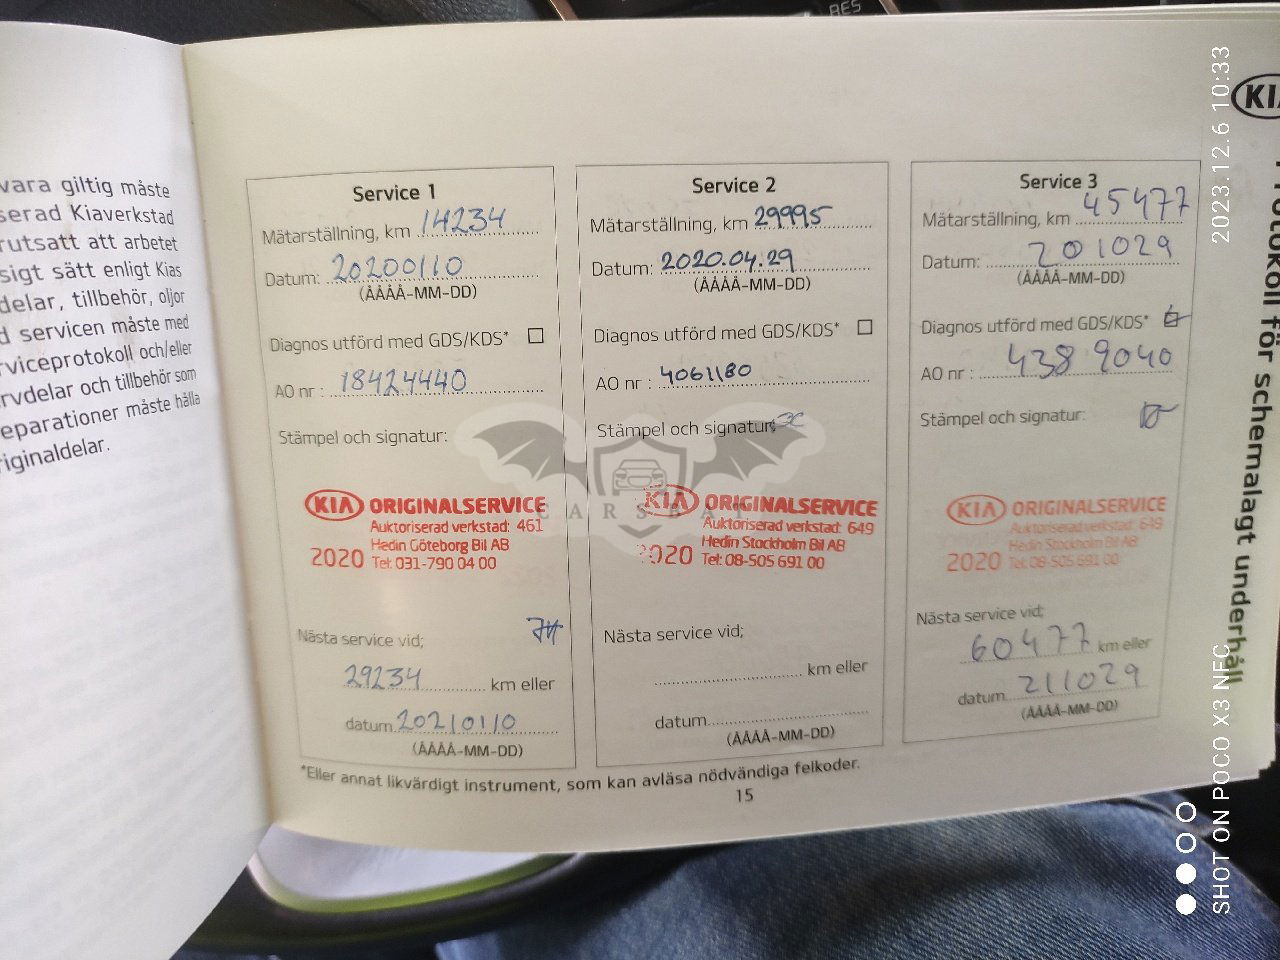 RES
vara giltig måste
serad Kiaverkstad
rutsatt att arbetet
sigt sätt enligt Kias
delar, tillbehör, oljor
d servicen måste med
rviceprotokoll och/eller
rvdelar och tillbehör som
eparationer måste hålla
riginaldelar.
Service 1
Mätarställning, km 14234
Datum: 20200110
(ÅÅÅÅ-MM-DD)
Diagnos utförd med GDS/KDS*
AO nr : 18424440
Stämpel och signatur:
KIA ORIGINALSERVICE
Auktoriserad verkstad: 461
Hedin Göteborg Bil AB
2020 Tel: 031-790 04 00
Nästa service vid;
29234 km eller
datum 20210110
(ÅÅÅÅ-MM-DD)
Service 2
Mätarställning, km 29995
Datum: 2020.04.29
(ÅÅÅÅ-MM-DD)
Diagnos utförd med GDS/KDS*
AO nr : 4061180
Stämpel och signatur:
KIA ORIGINALSERVICE
Auktoriserad verkstad: 649
Hedin Stockholm Bil AB
2020 Tel: 08-505 691 00
Nästa service vid;
km eller
datum
(ÅÅÅÅ-MM-DD)
Service 3
Mätarställning, km 45477
Datum: 201029
(ÅÅÅÅ-MM-DD)
Diagnos utförd med GDS/KDS*
AO nr : 4389040
Stämpel och signatur:
KIA ORIGINALSERVICE
Auktoriserad verkstad: 649
Hedin Stockholm Bil AB
2020 Tel: 08-505 691 00
Nästa service vid;
60477 km eller
datum 211029
(ÅÅÅÅ-MM-DD)
*Eller annat likvärdigt instrument, som kan avläsa nödvändiga felkoder.
15
KIA
Protokoll för schemalagt underhåll
CARSBAT
2023.12.6 10:33
SHOT ON POCO X3 NFC